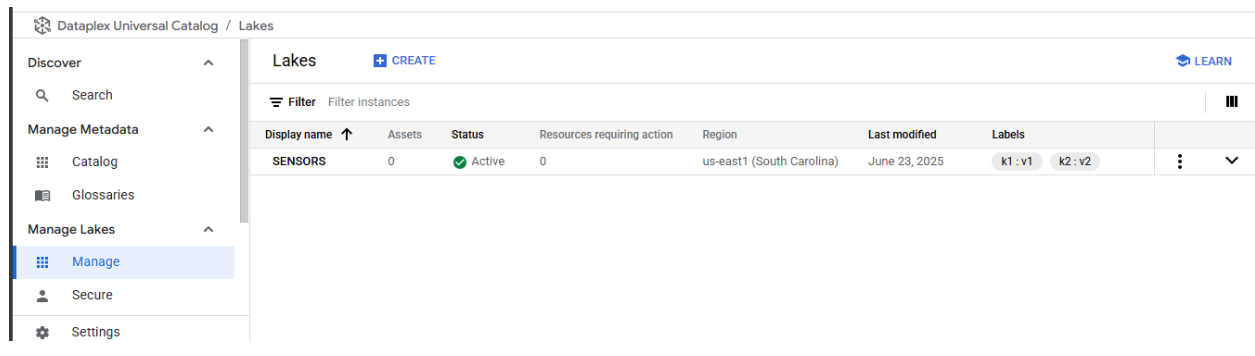 Dataplex Universal Catalog / Lakes
Discover
Search
Manage Metadata
Catalog
Glossaries
Manage Lakes
Manage
Secure
Settings
Lakes CREATE LEARN
Filter Filter instances
Display name Assets Status Resources requiring action Region Last modified Labels
SENSORS 0 Active 0 us-east1 (South Carolina) June 23, 2025 k1 : v1 k2 : v2